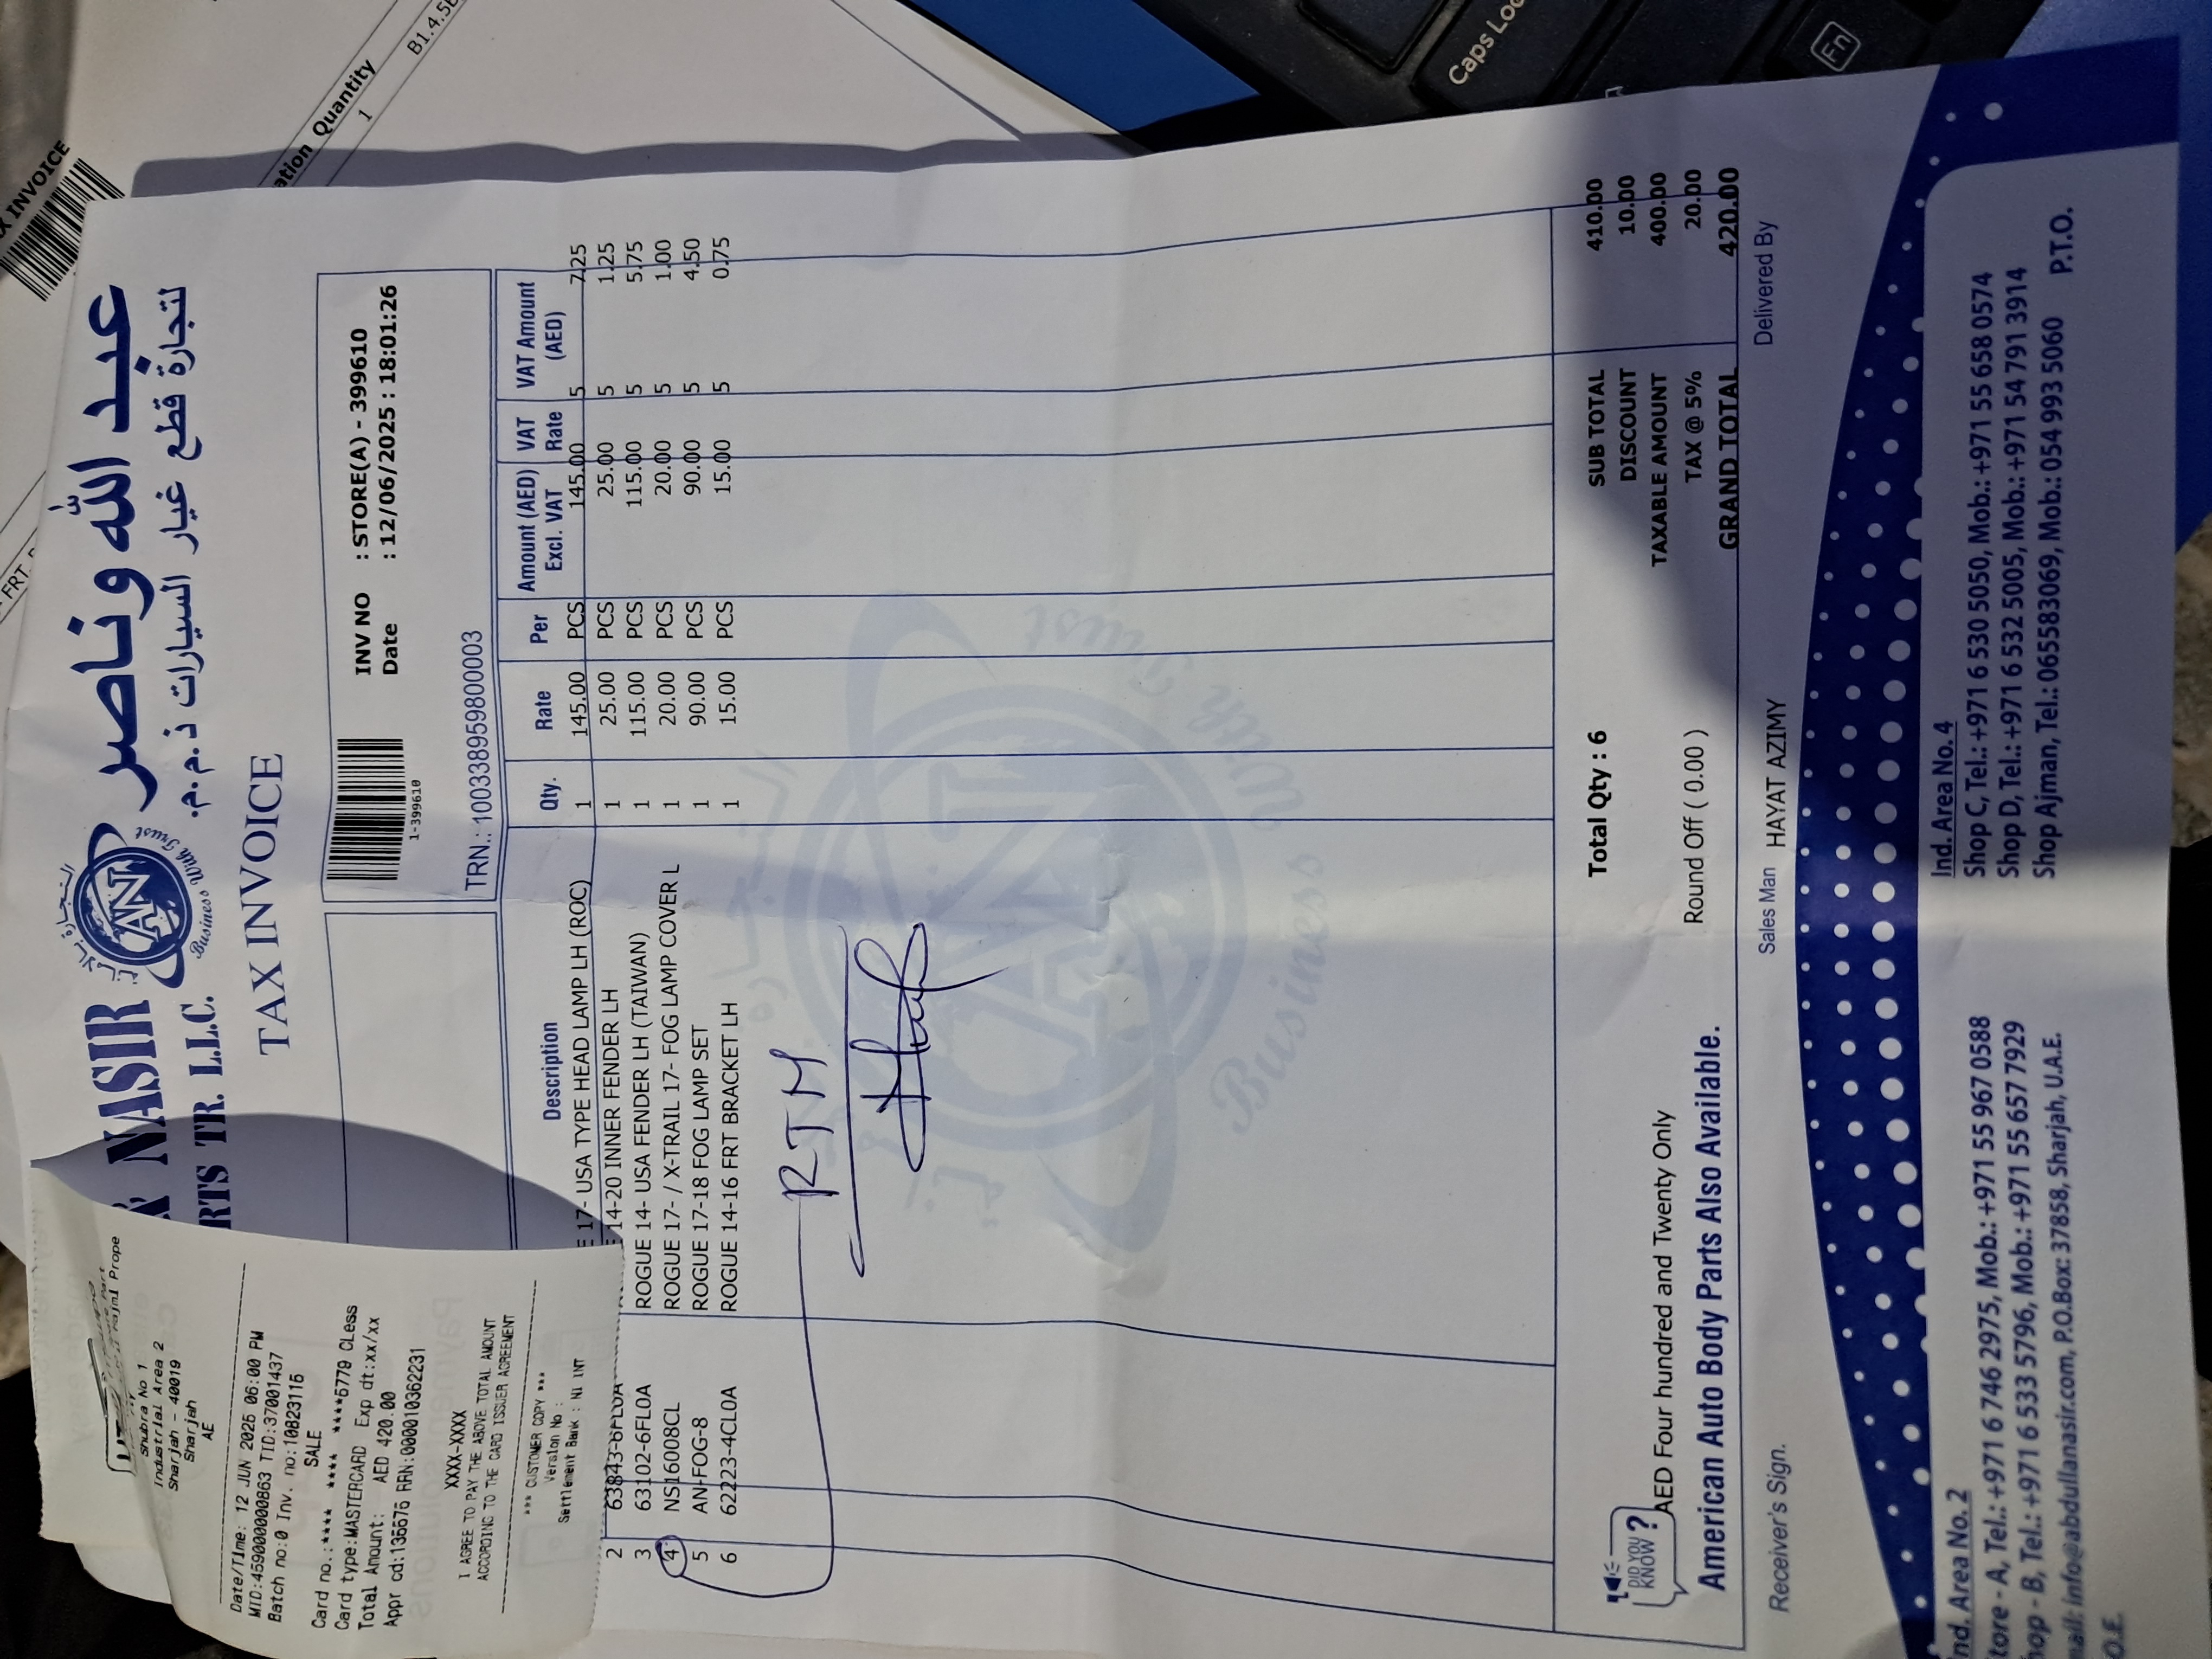 TAX INVOICE
ation Quantity
1
FRT.
Caps Loc
Fn
عبد الله وناصر
لتجارة قطع غيار السيارات ذ.م.م.
NASIR
RTS TR. L.L.C.
AN
Business With Trust
TAX INVOICE
1-399610
INV NO : STORE(A) - 399610
Date : 12/06/2025 : 18:01:26
TRN.: 100338959800003
Description Qty. Rate Per Amount (AED) Excl. VAT VAT Rate VAT Amount (AED)
17- USA TYPE HEAD LAMP LH (ROC) 1 145.00 PCS 145.00 5 7.25
2 63843-6FL0A 14-20 INNER FENDER LH 1 25.00 PCS 25.00 5 1.25
3 63102-6FL0A ROGUE 14- USA FENDER LH (TAIWAN) 1 115.00 PCS 115.00 5 5.75
4 NS16008CL ROGUE 17- / X-TRAIL 17- FOG LAMP COVER L 1 20.00 PCS 20.00 5 1.00
5 AN-FOG-8 ROGUE 17-18 FOG LAMP SET 1 90.00 PCS 90.00 5 4.50
6 62223-4CL0A ROGUE 14-16 FRT BRACKET LH 1 15.00 PCS 15.00 5 0.75
RTM
Business With Trust
Total Qty : 6
SUB TOTAL 410.00
DISCOUNT 10.00
TAXABLE AMOUNT 400.00
Round Off ( 0.00 ) TAX @ 5% 20.00
GRAND TOTAL 420.00
DID YOU KNOW ?
AED Four hundred and Twenty Only
American Auto Body Parts Also Available.
Receiver's Sign. Sales Man HAYAT AZIMY Delivered By
Ind. Area No. 2
Store - A, Tel.: +971 6 746 2975, Mob.: +971 55 967 0588
Shop - B, Tel.: +971 6 533 5796, Mob.: +971 55 657 7929
Ind. Area No. 4
Shop C, Tel.: +971 6 530 5050, Mob.: +971 55 658 0574
Shop D, Tel.: +971 6 532 5005, Mob.: +971 54 791 3914
Shop Ajman, Tel.: 065583069, Mob.: 054 993 5060
mail: info@abdullanasir.com, P.O.Box: 37858, Sharjah, U.A.E.
P.T.O.
O.E.
Shubra No 1
Industrial Area 2
Sharjah - 40019
Sharjah
AE
Date/Time: 12 JUN 2025 06:00 PM
MID:459000000863 TID:37001437
Batch no:0 Inv. no:10823115
SALE
Card no.:**** **** ****5779 CLess
Card type:MASTERCARD Exp dt:xx/xx
Total Amount: AED 420.00
Appr cd:135576 RRN:000010362231
XXXX-XXXX
I AGREE TO PAY THE ABOVE TOTAL AMOUNT
ACCORDING TO THE CARD ISSUER AGREEMENT
*** CUSTOMER COPY ***
Version No :
Settlement Bank : NI INT